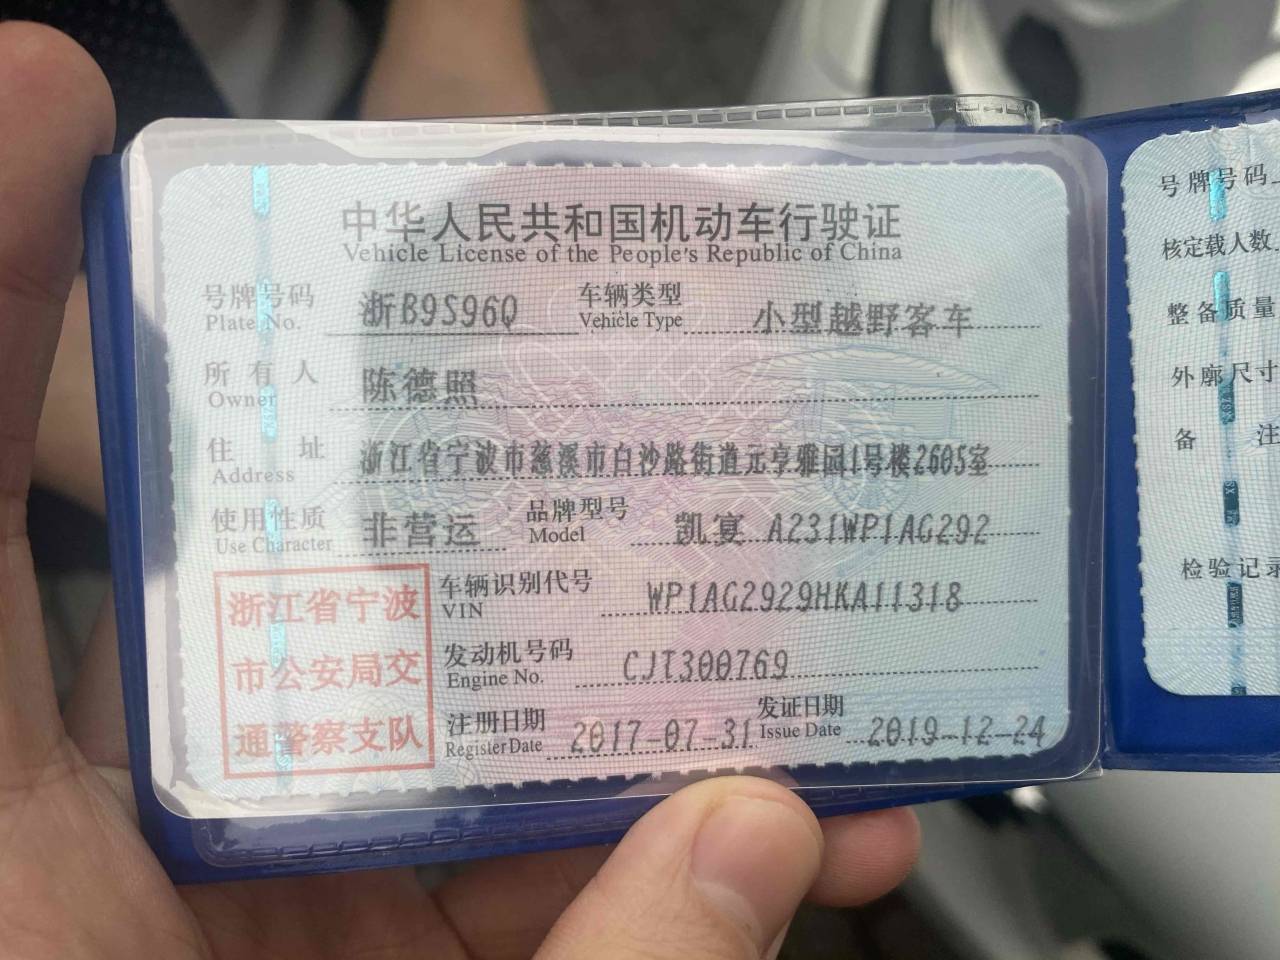 中华人民共和国机动车行驶证
Vehicle License of the People's Republic of China
号牌号码 浙B9S96Q 车辆类型 小型越野客车
Plate No. Vehicle Type
所有人 陈德照
Owner
住址 浙江省宁波市慈溪市白沙路街道元亨雅园1号楼2605室
Address
使用性质 非营运 品牌型号 凯宴 A231WP1AG292
Use Character Model
浙江省宁波市公安局交通警察支队
车辆识别代号 WP1AG2929HKA11318
VIN
发动机号码 CJT300769
Engine No.
注册日期 2017-07-31 发证日期 2019-12-24
Register Date Issue Date
号牌号码
核定载人数
整备质量
外廓尺寸
备注
检验记录